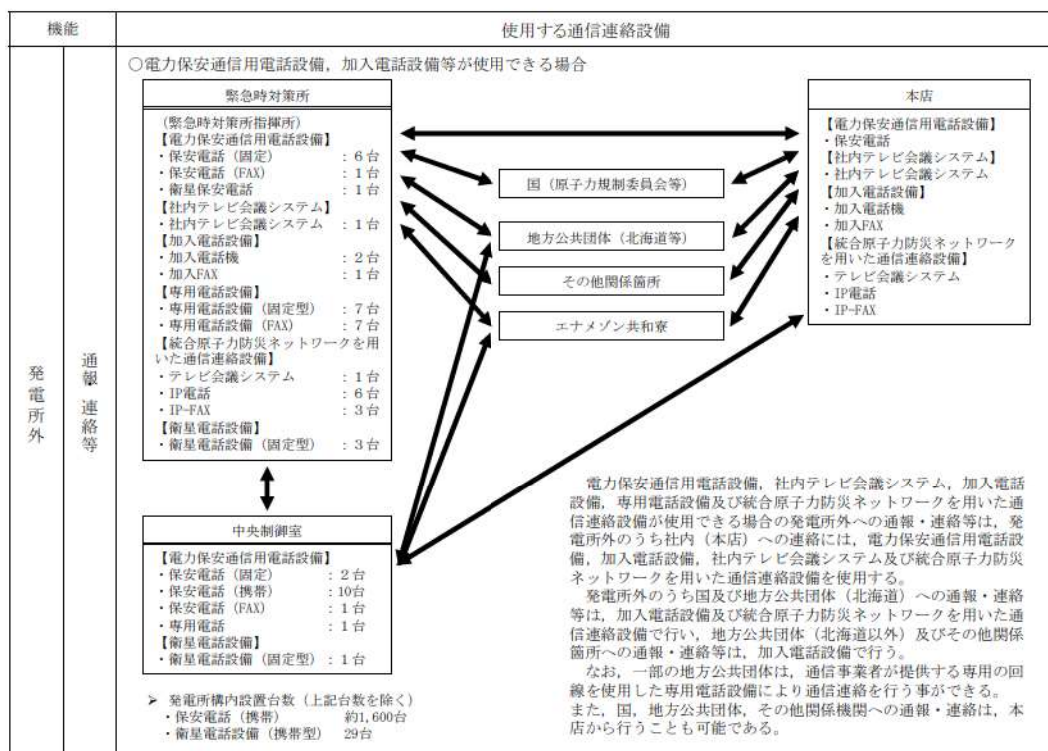 機能
使用する通信連絡設備
発電所外
通報・連絡等
○電力保安通信用電話設備，加入電話設備等が使用できる場合
緊急時対策所
(緊急時対策所指揮所)
【電力保安通信用電話設備】
・保安電話（固定） ：6台
・保安電話（FAX） ：1台
・衛星保安電話 ：1台
【社内テレビ会議システム】
・社内テレビ会議システム ：1台
【加入電話設備】
・加入電話機 ：2台
・加入FAX ：1台
【専用電話設備】
・専用電話設備（固定型）：7台
・専用電話設備（FAX） ：7台
【統合原子力防災ネットワークを用
いた通信連絡設備】
・テレビ会議システム ：1台
・IP電話 ：6台
・IP-FAX ：3台
【衛星電話設備】
・衛星電話設備（固定型）：3台
国（原子力規制委員会等）
地方公共団体（北海道等）
その他関係箇所
エナメゾン共和寮
本店
【電力保安通信用電話設備】
・保安電話
【社内テレビ会議システム】
・社内テレビ会議システム
【加入電話設備】
・加入電話機
・加入FAX
【統合原子力防災ネットワーク
を用いた通信連絡設備】
・テレビ会議システム
・IP電話
・IP-FAX
中央制御室
【電力保安通信用電話設備】
・保安電話（固定） ：2台
・保安電話（携帯） ：10台
・保安電話（FAX） ：1台
・専用電話 ：1台
【衛星電話設備】
・衛星電話設備（固定型）：1台
➢ 発電所構内設置台数（上記台数を除く）
・保安電話（携帯） 約1,600台
・衛星電話設備（携帯型） 29台
電力保安通信用電話設備，社内テレビ会議システム，加入電話
設備，専用電話設備及び統合原子力防災ネットワークを用いた通
信連絡設備が使用できる場合の発電所外への通報・連絡等は，発
電所外のうち社内（本店）への連絡には，電力保安通信用電話設
備，加入電話設備，社内テレビ会議システム及び統合原子力防災
ネットワークを用いた通信連絡設備を使用する。
発電所外のうち国及び地方公共団体（北海道）への通報・連絡
等は，加入電話設備及び統合原子力防災ネットワークを用いた通
信連絡設備で行い，地方公共団体（北海道以外）及びその他関係
箇所への通報・連絡等は，加入電話設備で行う。
なお，一部の地方公共団体は，通信事業者が提供する専用の回
線を使用した専用電話設備により通信連絡を行う事ができる。
また，国，地方公共団体，その他関係機関への通報・連絡は，本
店から行うことも可能である。